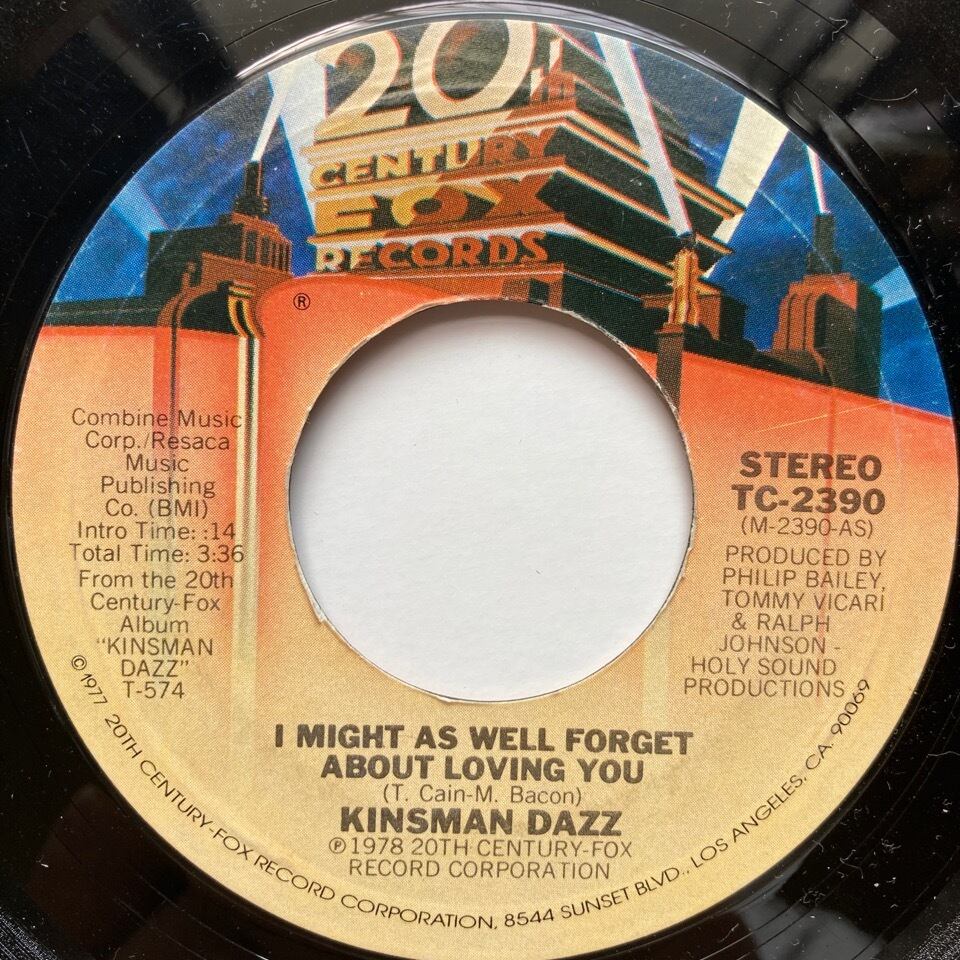 20
CENTURY
FOX
RECORDS
®
Combine Music
Corp./Resaca
Music
Publishing
Co. (BMI)
Intro Time: :14
Total Time: 3:36
From the 20th
Century-Fox
Album
"KINSMAN
DAZZ"
T-574
STEREO
TC-2390
(M-2390-AS)
PRODUCED BY
PHILIP BAILEY,
TOMMY VICARI
& RALPH
JOHNSON -
HOLY SOUND
PRODUCTIONS
I MIGHT AS WELL FORGET
ABOUT LOVING YOU
(T. Cain-M. Bacon)
KINSMAN DAZZ
℗1978 20TH CENTURY-FOX
RECORD CORPORATION
©1977 20TH CENTURY-FOX RECORD CORPORATION, 8544 SUNSET BLVD., LOS ANGELES, CA. 90069